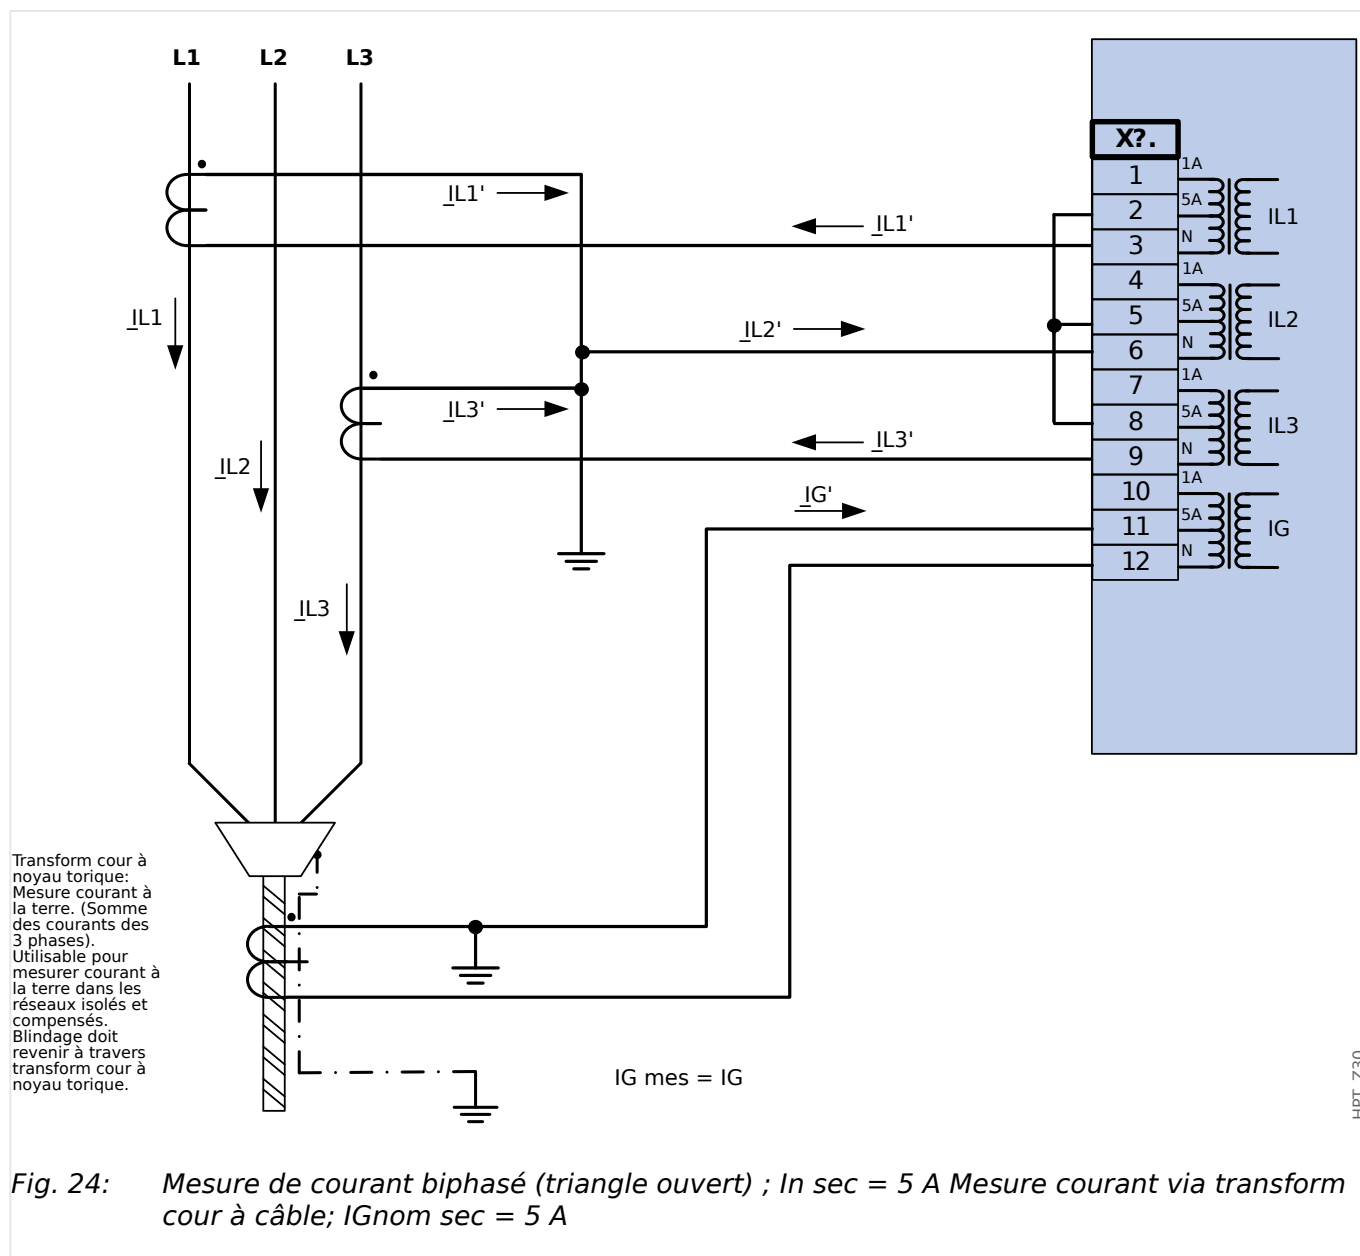 L1 L2 L3
X?.
1 1A
2 5A IL1
3 N
4 1A
5 5A IL2
6 N
7 1A
8 5A IL3
9 N
10 1A
11 5A IG
12 N
IL1'
IL1'
IL1
IL2'
IL3'
IL3'
IL2
IG'
IL3
Transform cour à
noyau torique:
Mesure courant à
la terre. (Somme
des courants des
3 phases).
Utilisable pour
mesurer courant à
la terre dans les
réseaux isolés et
compensés.
Blindage doit
revenir à travers
transform cour à
noyau torique.
IG mes = IG
Fig. 24: Mesure de courant biphasé (triangle ouvert) ; In sec = 5 A Mesure courant via transform
cour à câble; IGnom sec = 5 A